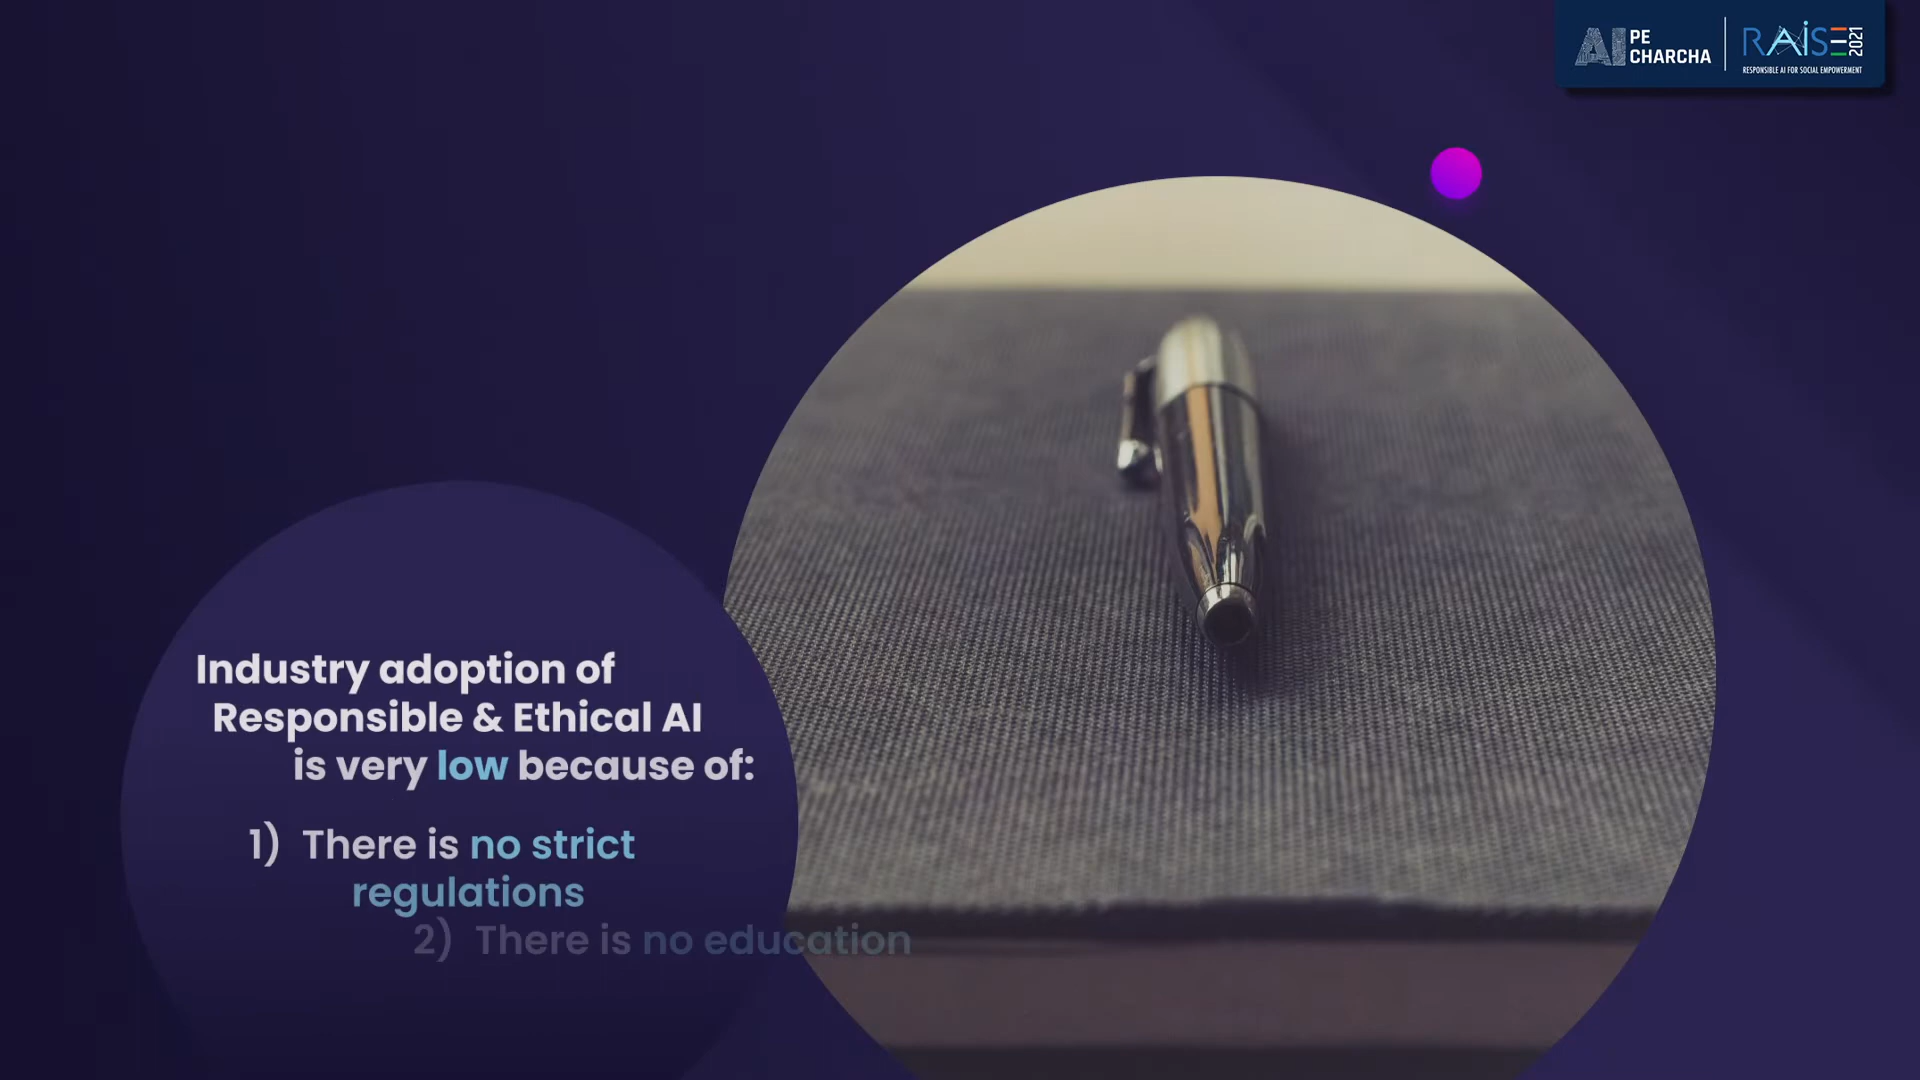 AI PE
CHARCHA
RAISE 2021
RESPONSIBLE AI FOR SOCIAL EMPOWERMENT
Industry adoption of
Responsible & Ethical AI
is very low because of:
1) There is no strict
regulations
2) There is no education